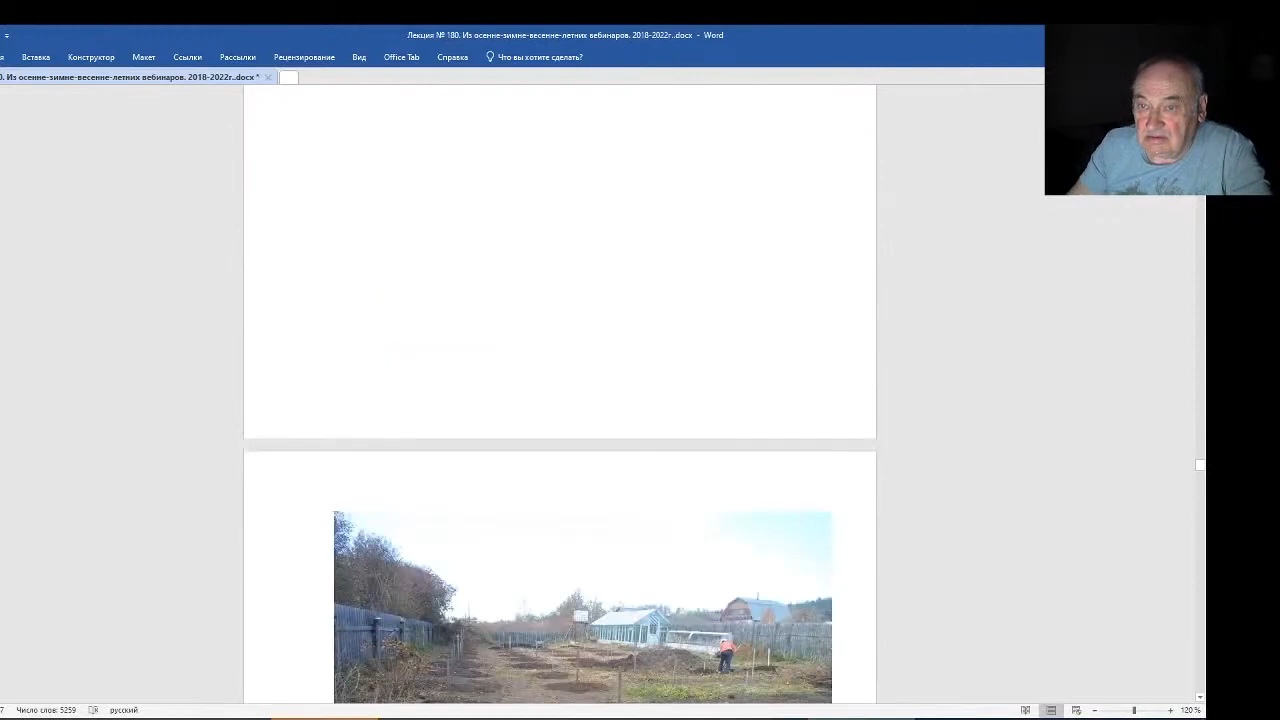 Лекция № 180. Из осенне-зимне-весенне-летних вебинаров. 2018-2022г..docx - Word
я Вставка Конструктор Макет Ссылки Рассылки Рецензирование Вид Office Tab Справка Что вы хотите сделать?
0. Из осенне-зимне-весенне-летних вебинаров. 2018-2022г..docx *
7 Число слов: 5259 русский 120 %